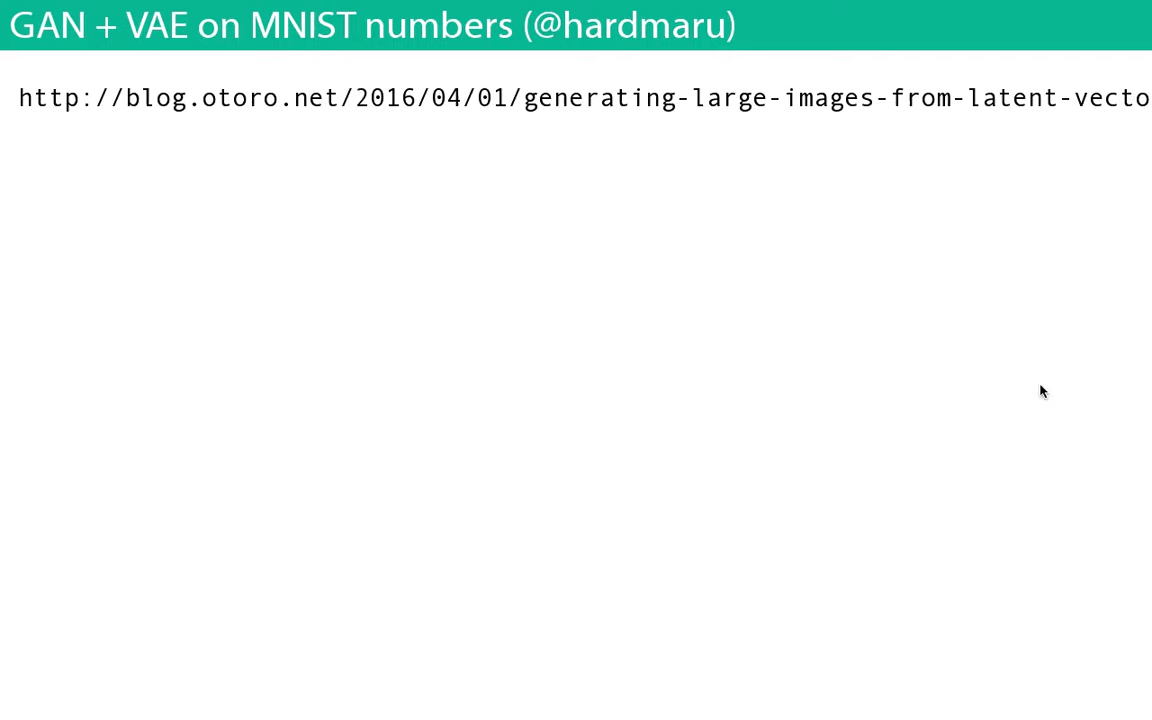 GAN + VAE on MNIST numbers (@hardmaru)
http://blog.otoro.net/2016/04/01/generating-large-images-from-latent-vecto